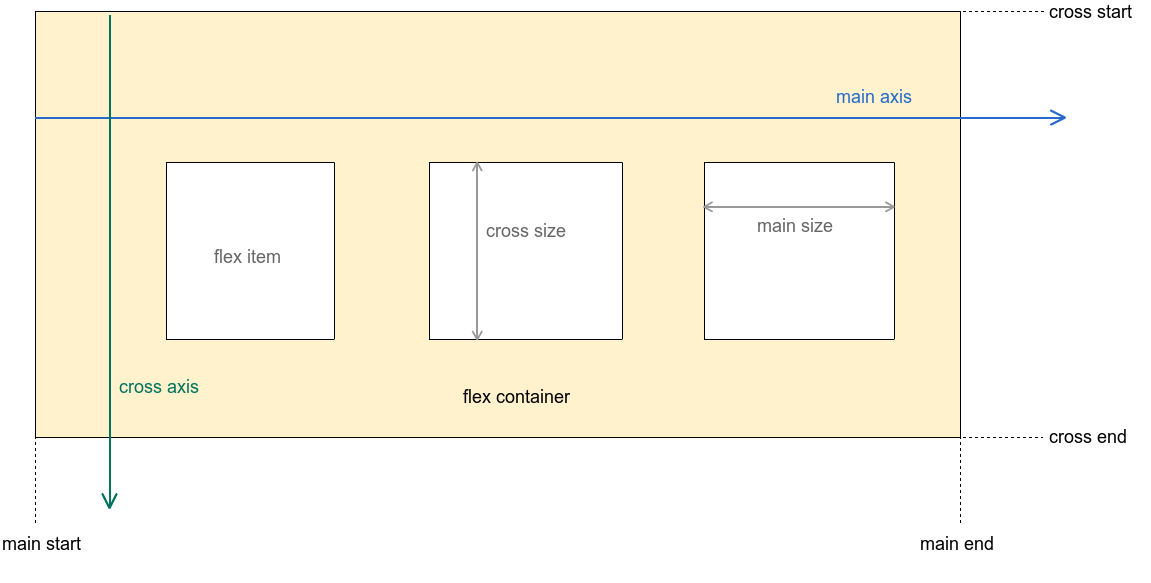 cross start
main axis
cross size
main size
flex item
cross axis
flex container
cross end
main start
main end